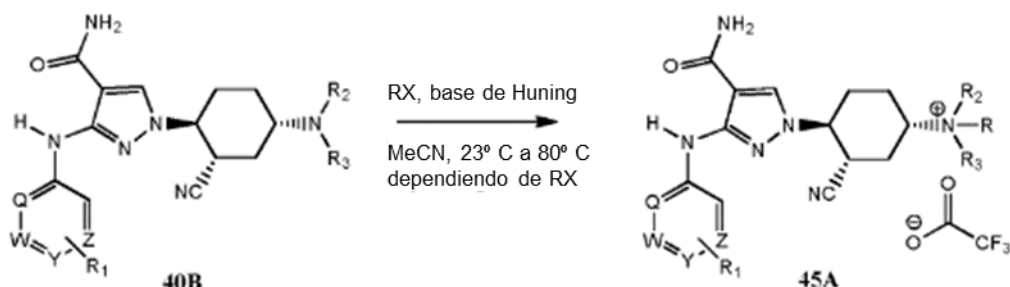 NH2
O
H
N
N
N
N
R2
R3
NC
Q
W
Y
Z
R1
40B
RX, base de Huning
MeCN, 23º C a 80º C
dependiendo de RX
NH2
O
H
N
N
N
N
⊕
R2
R
R3
NC
Q
W
Y
Z
R1
O
⊖
O
CF3
45A